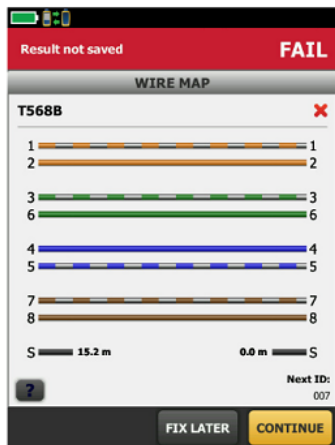 Result not saved FAIL
WIRE MAP
T568B
1 1
2 2
3 3
6 6
4 4
5 5
7 7
8 8
S 15.2 m 0.0 m S
? Next ID:
007
FIX LATER CONTINUE